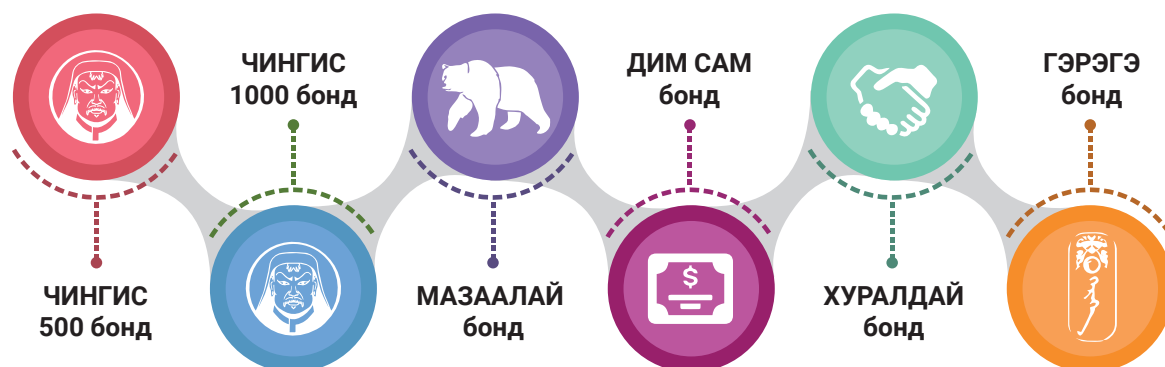 ЧИНГИС
500 бонд
ЧИНГИС
1000 бонд
МАЗААЛАЙ
бонд
ДИМ САМ
бонд
$
ХУРАЛДАЙ
бонд
ГЭРЭГЭ
бонд